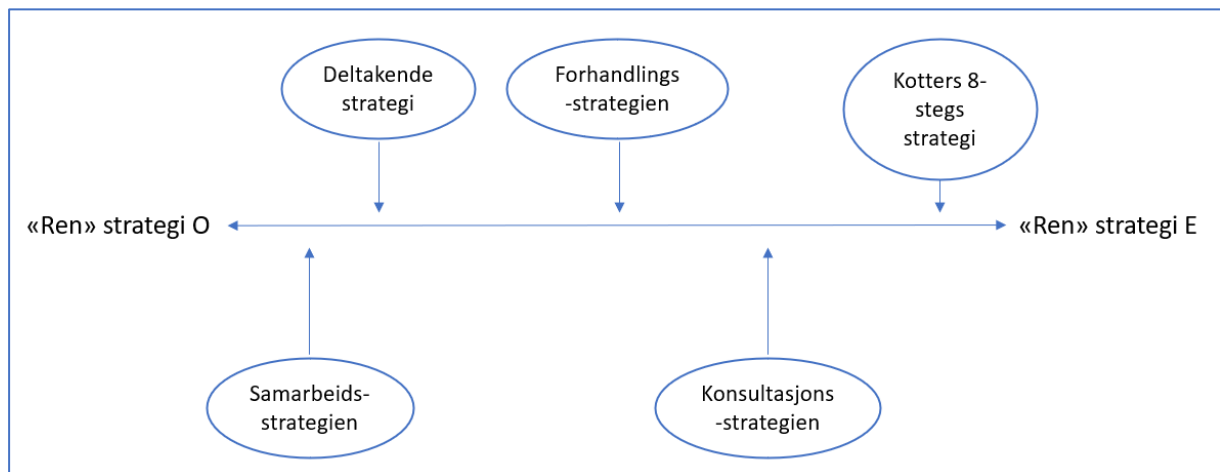 Deltakende
strategi
Forhandlings
-strategien
Kotters 8-
stegs
strategi
«Ren» strategi O
«Ren» strategi E
Samarbeids-
strategien
Konsultasjons
-strategien